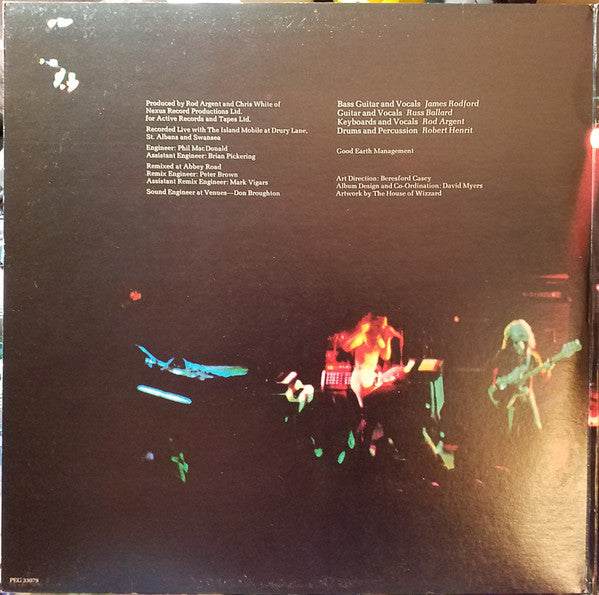 Produced by Rod Argent and Chris White of
Nexus Record Productions Ltd.
for Active Records and Tapes Ltd.
Recorded Live with The Island Mobile at Drury Lane,
St. Albans and Swansea
Engineer: Phil MacDonald
Assistant Engineer: Brian Pickering
Remixed at Abbey Road
Remix Engineer: Peter Brown
Assistant Remix Engineer: Mark Vigars
Sound Engineer at Venues—Don Broughton
Bass Guitar and Vocals James Rodford
Guitar and Vocals Russ Ballard
Keyboards and Vocals Rod Argent
Drums and Percussion Robert Henrit
Good Earth Management
Art Direction: Beresford Casey
Album Design and Co-Ordination: David Myers
Artwork by The House of Wizzard
PEG 33079